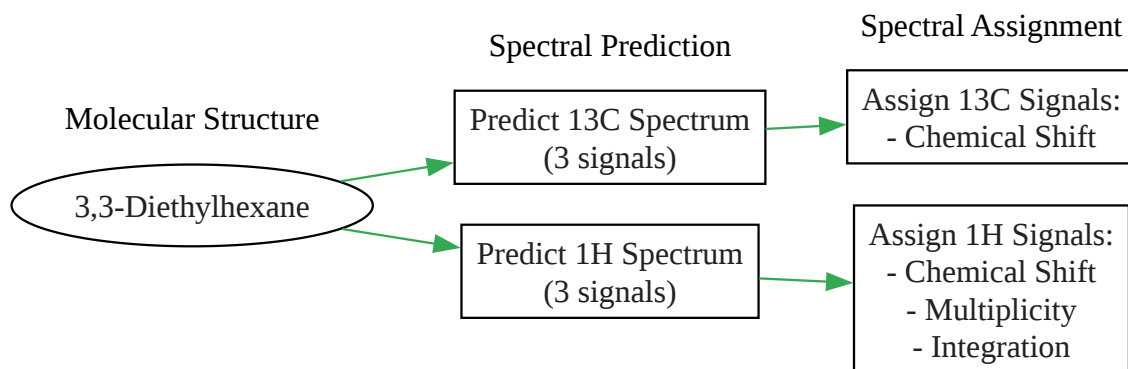 Molecular Structure
3,3-Diethylhexane
Spectral Prediction
Predict 13C Spectrum
(3 signals)
Predict 1H Spectrum
(3 signals)
Spectral Assignment
Assign 13C Signals:
- Chemical Shift
Assign 1H Signals:
- Chemical Shift
- Multiplicity
- Integration